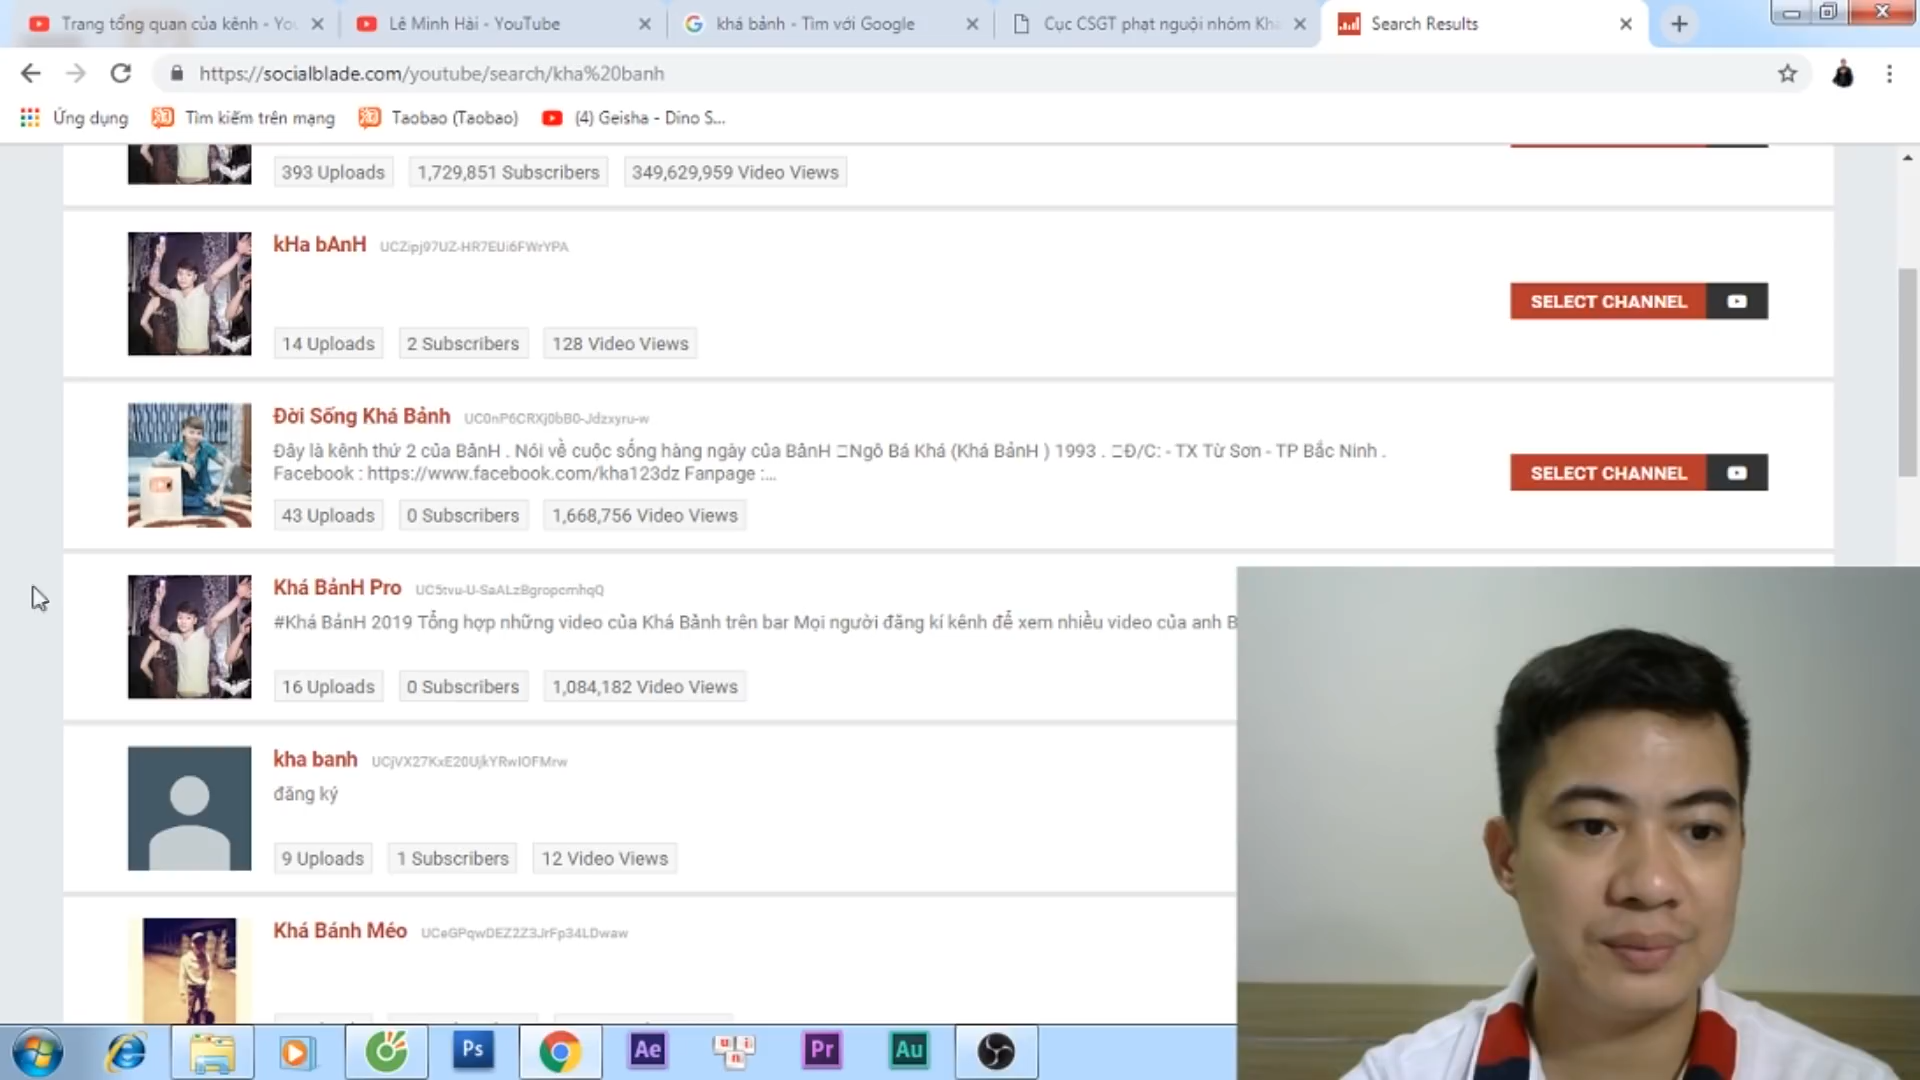 Trang tổng quan của kênh - You
Lê Minh Hải - YouTube
khá bảnh - Tìm với Google
Cục CSGT phạt nguội nhóm Kha
Search Results
https://socialblade.com/youtube/search/kha%20banh
Ứng dụng
Tìm kiếm trên mạng
Taobao (Taobao)
(4) Geisha - Dino S...
393 Uploads
1,729,851 Subscribers
349,629,959 Video Views
kHa bAnH
UCZipj97UZ-HR7EUi6FWrYPA
SELECT CHANNEL
14 Uploads
2 Subscribers
128 Video Views
Đời Sống Khá Bảnh
UC0nP6CRXj0bB0-Jdzxyru-w
Đây là kênh thứ 2 của BảnH . Nói về cuộc sống hàng ngày của BảnH Ngô Bá Khá (Khá BảnH ) 1993 . Đ/C: - TX Từ Sơn - TP Bắc Ninh .
Facebook : https://www.facebook.com/kha123dz Fanpage :...
SELECT CHANNEL
43 Uploads
0 Subscribers
1,668,756 Video Views
Khá BảnH Pro
UC5tvu-U-SaALzBgropcmhqQ
#Khá BảnH 2019 Tổng hợp những video của Khá Bảnh trên bar Mọi người đăng kí kênh để xem nhiều video của anh B
16 Uploads
0 Subscribers
1,084,182 Video Views
kha banh
UCjVX27KxE20UjkYRwIOFMrw
đăng ký
9 Uploads
1 Subscribers
12 Video Views
Khá Bánh Méo
UCeGPqwDEZ2Z3JrFp34LDwaw
Ps
Ae
u n i
Pr
Au